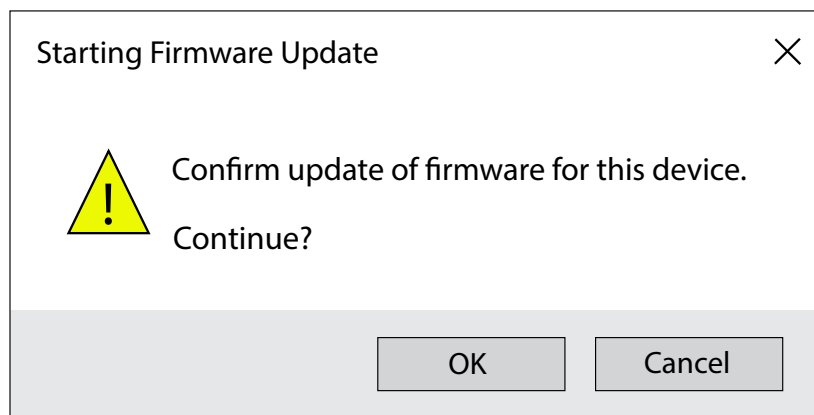 Starting Firmware Update
!
Confirm update of firmware for this device.
Continue?
OK
Cancel